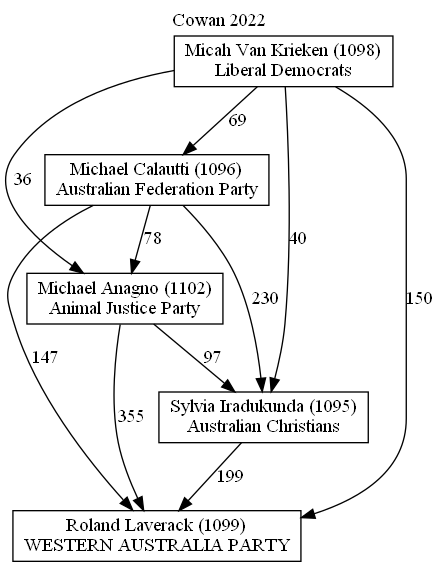 Cowan 2022
Micah Van Krieken (1098)
Liberal Democrats
69
Michael Calautti (1096)
Australian Federation Party
36
78
40
Michael Anagno (1102)
Animal Justice Party
230
150
147
97
355
Sylvia Iradukunda (1095)
Australian Christians
199
Roland Laverack (1099)
WESTERN AUSTRALIA PARTY